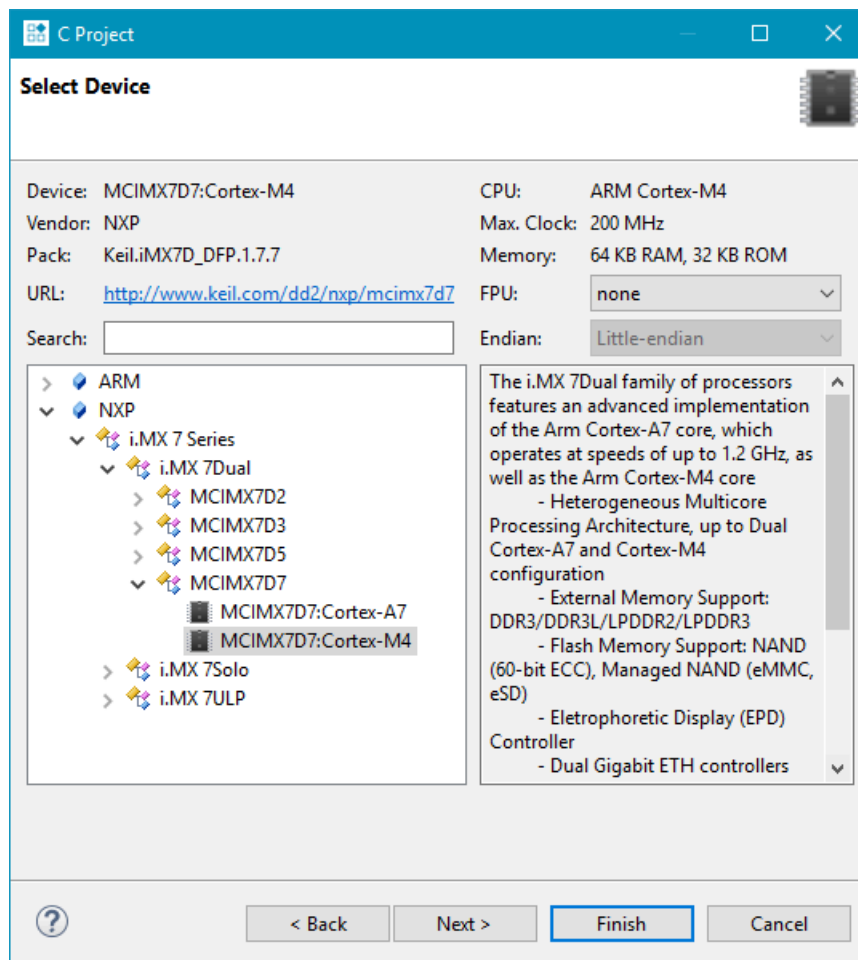 C Project
Select Device
Device: MCIMX7D7:Cortex-M4
Vendor: NXP
Pack: Keil.iMX7D_DFP.1.7.7
URL: http://www.keil.com/dd2/nxp/mcimx7d7
Search:
CPU: ARM Cortex-M4
Max. Clock: 200 MHz
Memory: 64 KB RAM, 32 KB ROM
FPU: none
Endian: Little-endian
ARM
NXP
i.MX 7 Series
i.MX 7Dual
MCIMX7D2
MCIMX7D3
MCIMX7D5
MCIMX7D7
MCIMX7D7:Cortex-A7
MCIMX7D7:Cortex-M4
i.MX 7Solo
i.MX 7ULP
The i.MX 7Dual family of processors
features an advanced implementation
of the Arm Cortex-A7 core, which
operates at speeds of up to 1.2 GHz, as
well as the Arm Cortex-M4 core
- Heterogeneous Multicore
Processing Architecture, up to Dual
Cortex-A7 and Cortex-M4
configuration
- External Memory Support:
DDR3/DDR3L/LPDDR2/LPDDR3
- Flash Memory Support: NAND
(60-bit ECC), Managed NAND (eMMC,
eSD)
- Eletrophoretic Display (EPD)
Controller
- Dual Gigabit ETH controllers
?
< Back
Next >
Finish
Cancel